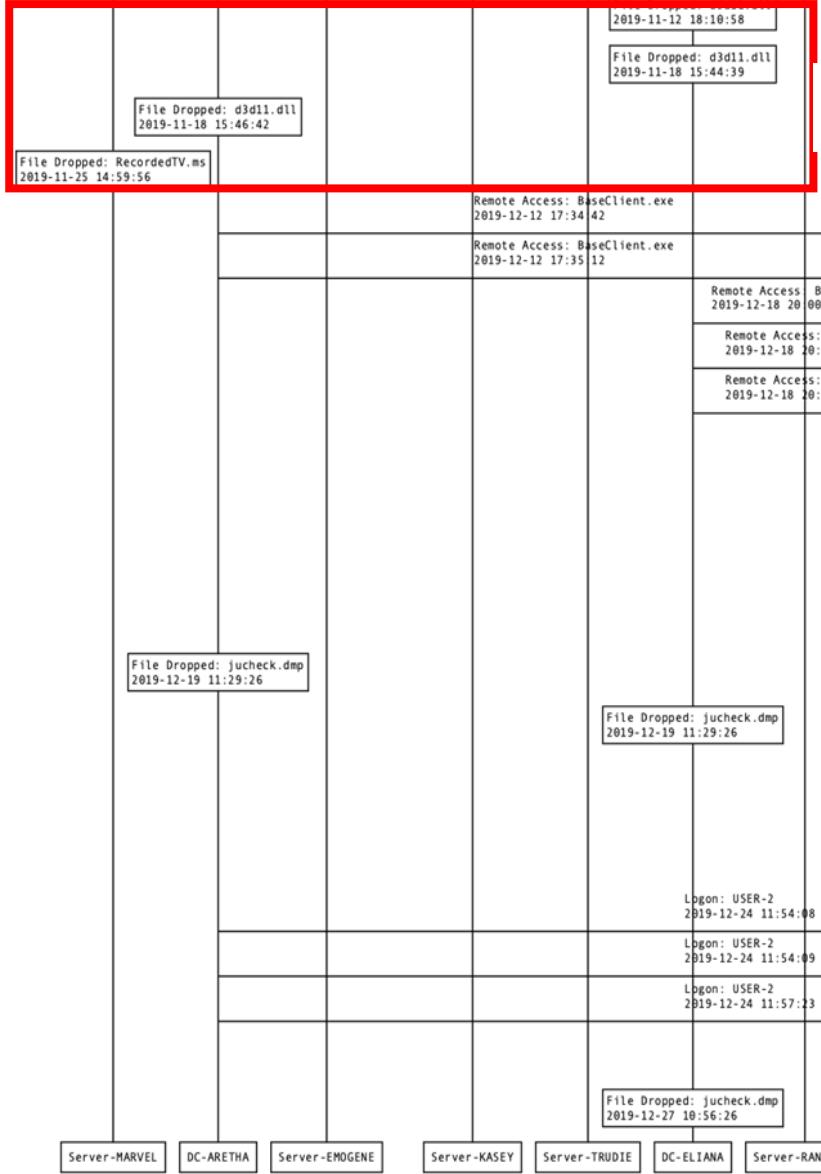 2019-11-12 18:10:58
File Dropped: d3d11.dll
2019-11-18 15:44:39
File Dropped: d3d11.dll
2019-11-18 15:46:42
File Dropped: RecordedTV.ms
2019-11-25 14:59:56
Remote Access: BaseClient.exe
2019-12-12 17:34:42
Remote Access: BaseClient.exe
2019-12-12 17:35:12
Remote Access: B
2019-12-18 20:00
Remote Access:
2019-12-18 20:
Remote Access:
2019-12-18 20:
File Dropped: jucheck.dmp
2019-12-19 11:29:26
File Dropped: jucheck.dmp
2019-12-19 11:29:26
Logon: USER-2
2019-12-24 11:54:08
Logon: USER-2
2019-12-24 11:54:09
Logon: USER-2
2019-12-24 11:57:23
File Dropped: jucheck.dmp
2019-12-27 10:56:26
Server-MARVEL DC-ARETHA Server-EMOGENE Server-KASEY Server-TRUDIE DC-ELIANA Server-RAN